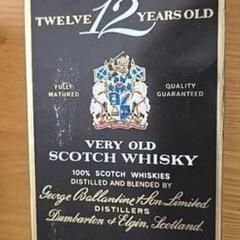 TWELVE 12 YEARS OLD
FULLY MATURED
QUALITY GUARANTEED
VERY OLD
SCOTCH WHISKY
100% SCOTCH WHISKIES
DISTILLED AND BLENDED BY
George Ballantine & Son Limited
DISTILLERS
Dumbarton & Elgin, Scotland.